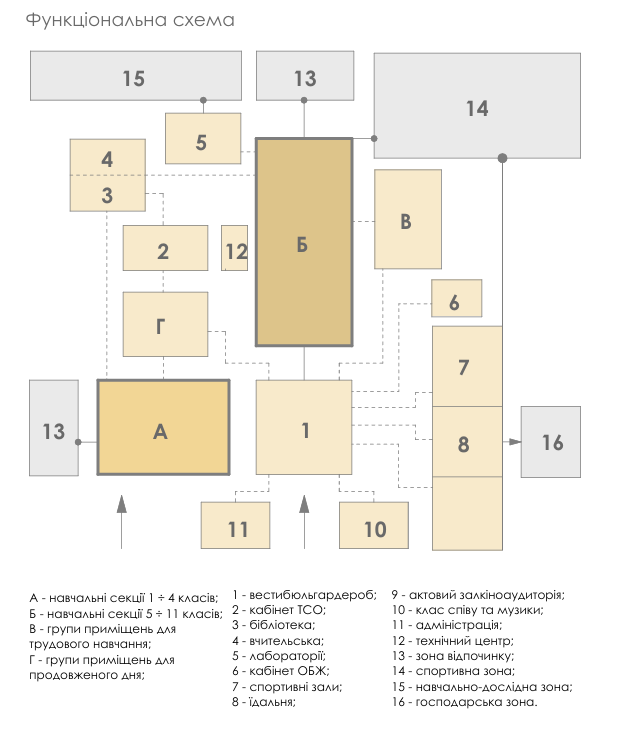 Функціональна схема
15
13
14
5
4
3
В
2
12
Б
6
Г
7
13
А
1
8
16
11
10
А - навчальні секції 1 ÷ 4 класів;
Б - навчальні секції 5 ÷ 11 класів;
В - групи приміщень для
трудового навчання;
Г - групи приміщень для
продовженого дня;
1 - вестибюльгардероб;
2 - кабінет ТСО;
3 - бібліотека;
4 - вчительська;
5 - лабораторії;
6 - кабінет ОБЖ;
7 - спортивні зали;
8 - їдальня;
9 - актовий залкіноаудиторія;
10 - клас співу та музики;
11 - адміністрація;
12 - технічний центр;
13 - зона відпочинку;
14 - спортивна зона;
15 - навчально-дослідна зона;
16 - господарська зона.